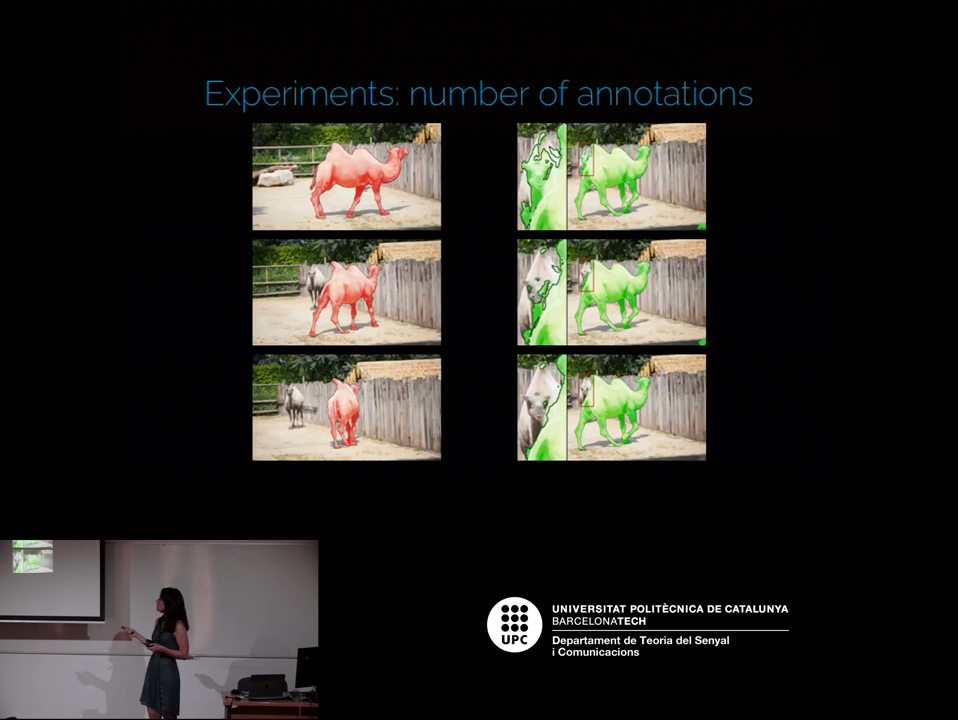 Experiments: number of annotations
UPC
UNIVERSITAT POLITÈCNICA DE CATALUNYA
BARCELONATECH
Departament de Teoria del Senyal
i Comunicacions